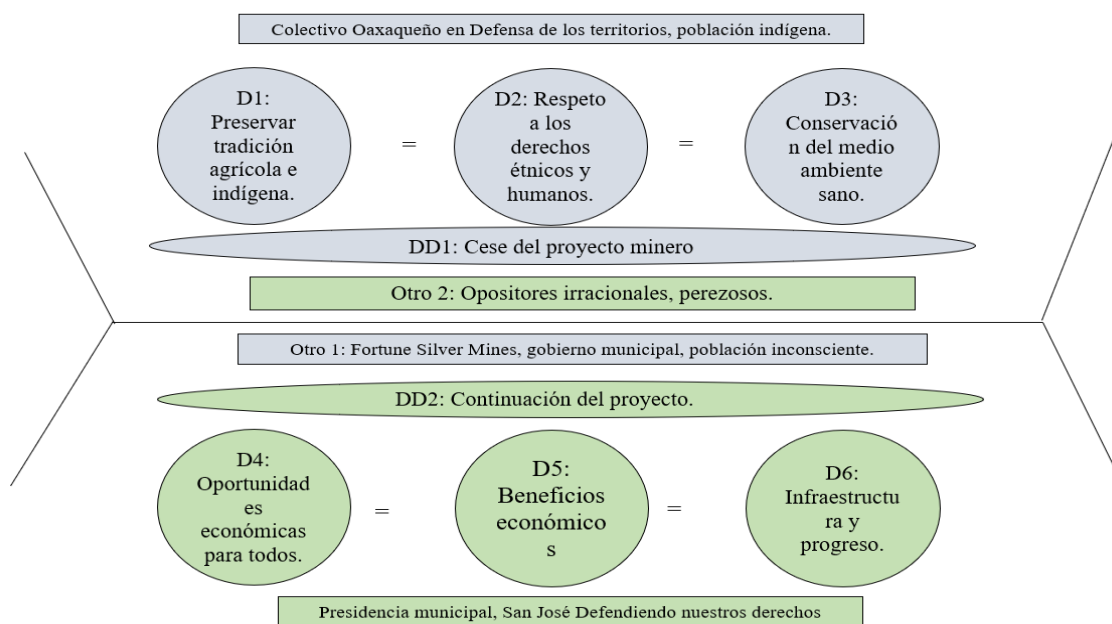 Colectivo Oaxaqueño en Defensa de los territorios, población indígena.
D1:
Preservar
tradición
agrícola e
indígena.
=
D2: Respeto
a los
derechos
étnicos y
humanos.
=
D3:
Conservació
n del medio
ambiente
sano.
DD1: Cese del proyecto minero
Otro 2: Opositores irracionales, perezosos.
Otro 1: Fortune Silver Mines, gobierno municipal, población inconsciente.
DD2: Continuación del proyecto.
D4:
Oportunidad
es
económicas
para todos.
=
D5:
Beneficios
económico
s
=
D6:
Infraestructu
ra y
progreso.
Presidencia municipal, San José Defendiendo nuestros derechos